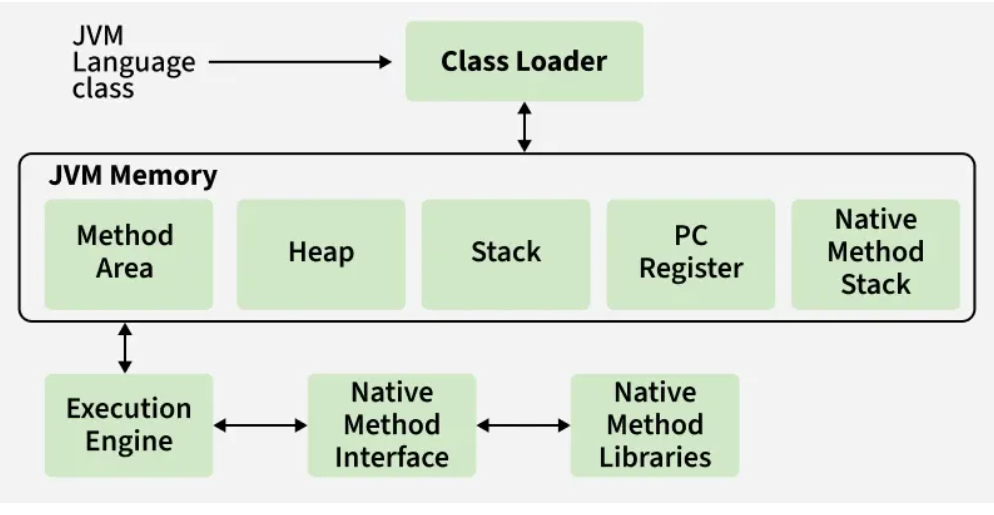 JVM
Language
class
Class Loader
JVM Memory
Method
Area
Heap
Stack
PC
Register
Native
Method
Stack
Execution
Engine
Native
Method
Interface
Native
Method
Libraries